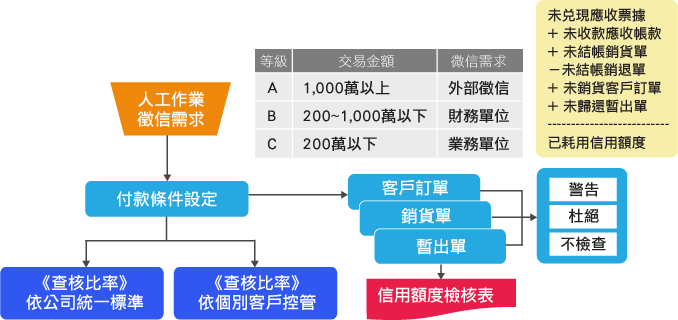 未兌現應收票據
+ 未收款應收帳款
+ 未結帳銷貨單
－未結帳銷退單
+ 未銷貨客戶訂單
+ 未歸還暫出單
------------------------
已耗用信用額度
等級 交易金額 徵信需求
A 1,000萬以上 外部徵信
B 200~1,000萬以下 財務單位
C 200萬以下 業務單位
人工作業
徵信需求
付款條件設定
客戶訂單
銷貨單
暫出單
警告
杜絕
不檢查
《查核比率》
依公司統一標準
《查核比率》
依個別客戶控管
信用額度檢核表